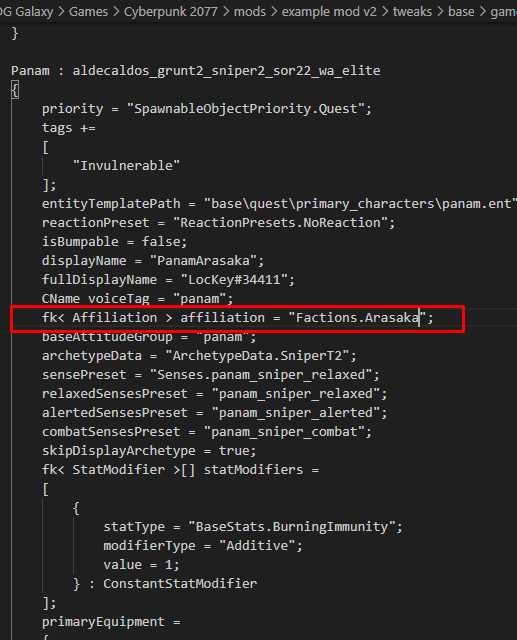 OG Galaxy > Games > Cyberpunk 2077 > mods > example mod v2 > tweaks > base > gam
}
Panam : aldecaldos_grunt2_sniper2_sor22_wa_elite
{
priority = "SpawnableObjectPriority.Quest";
tags +=
[
"Invulnerable"
];
entityTemplatePath = "base\quest\primary_characters\panam.ent"
reactionPreset = "ReactionPresets.NoReaction";
isBumpable = false;
displayName = "PanamArasaka";
fullDisplayName = "LocKey#34411";
CName voiceTag = "panam";
fk< Affiliation > affiliation = "Factions.Arasaka";
baseAttitudeGroup = "panam";
archetypeData = "ArchetypeData.SniperT2";
sensePreset = "Senses.panam_sniper_relaxed";
relaxedSensesPreset = "panam_sniper_relaxed";
alertedSensesPreset = "panam_sniper_alerted";
combatSensesPreset = "panam_sniper_combat";
skipDisplayArchetype = true;
fk< StatModifier >[] statModifiers =
[
{
statType = "BaseStats.BurningImmunity";
modifierType = "Additive";
value = 1;
} : ConstantStatModifier
];
primaryEquipment =
{